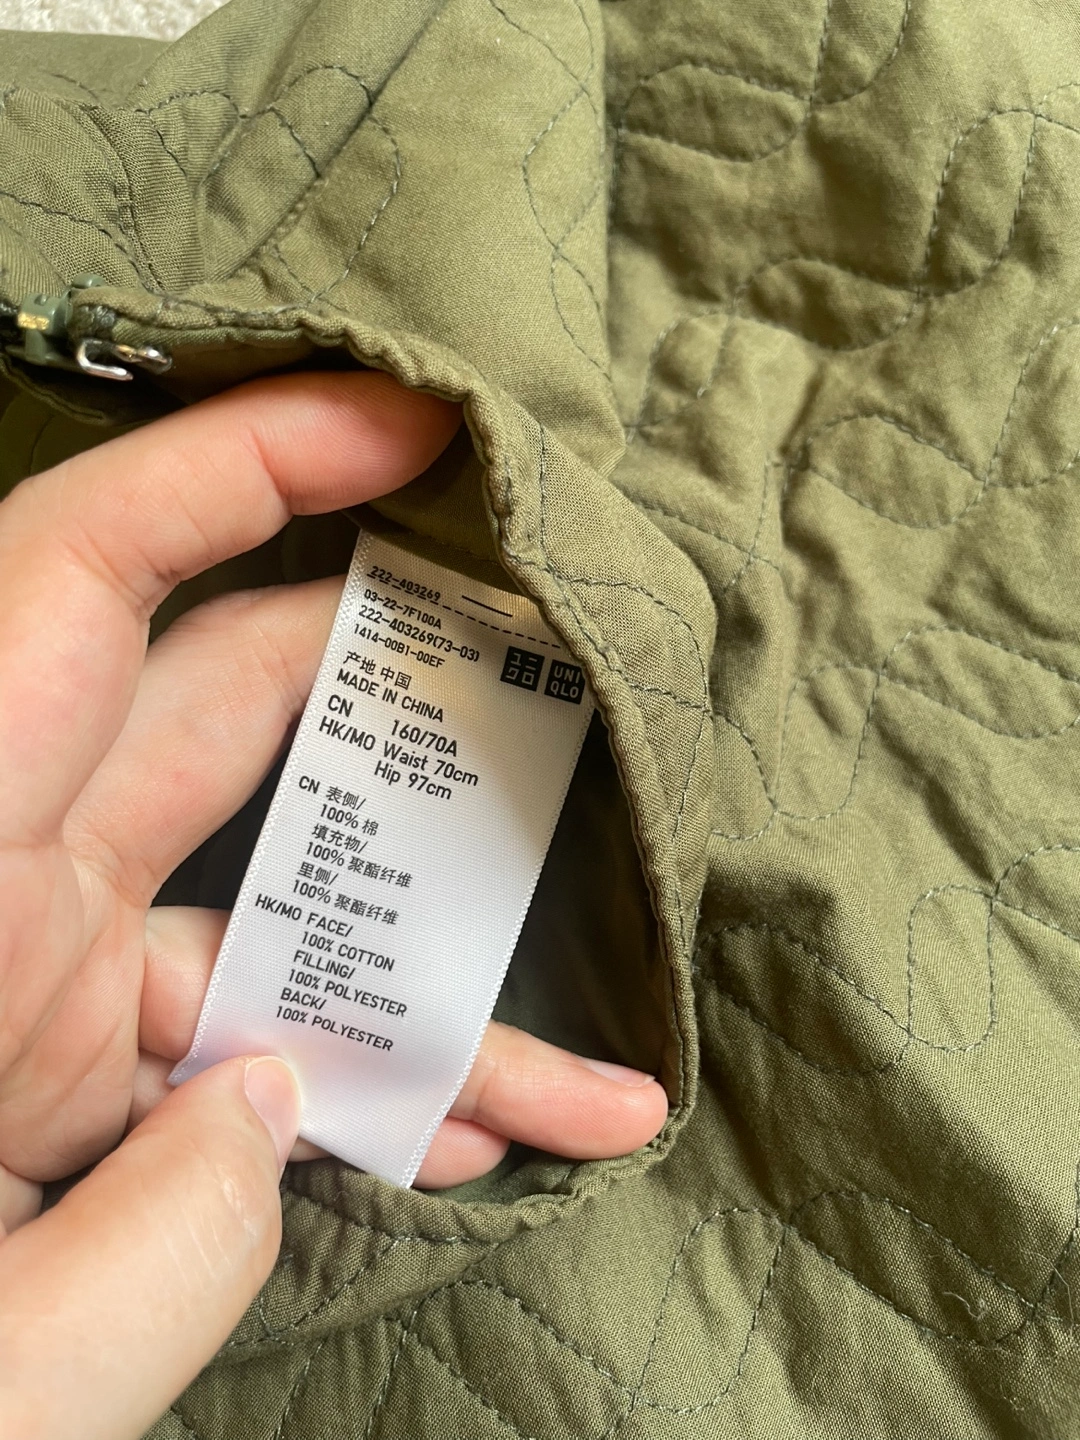 222-403269
03-22-7F100A
222-403269(73-03)
1414-00B1-00EF
ユニ
クロ
UNI
QLO
产地 中国
MADE IN CHINA
CN 160/70A
HK/MO Waist 70cm
Hip 97cm
CN 表侧/
100% 棉
填充物/
100% 聚酯纤维
里侧/
100% 聚酯纤维
HK/MO FACE/
100% COTTON
FILLING/
100% POLYESTER
BACK/
100% POLYESTER